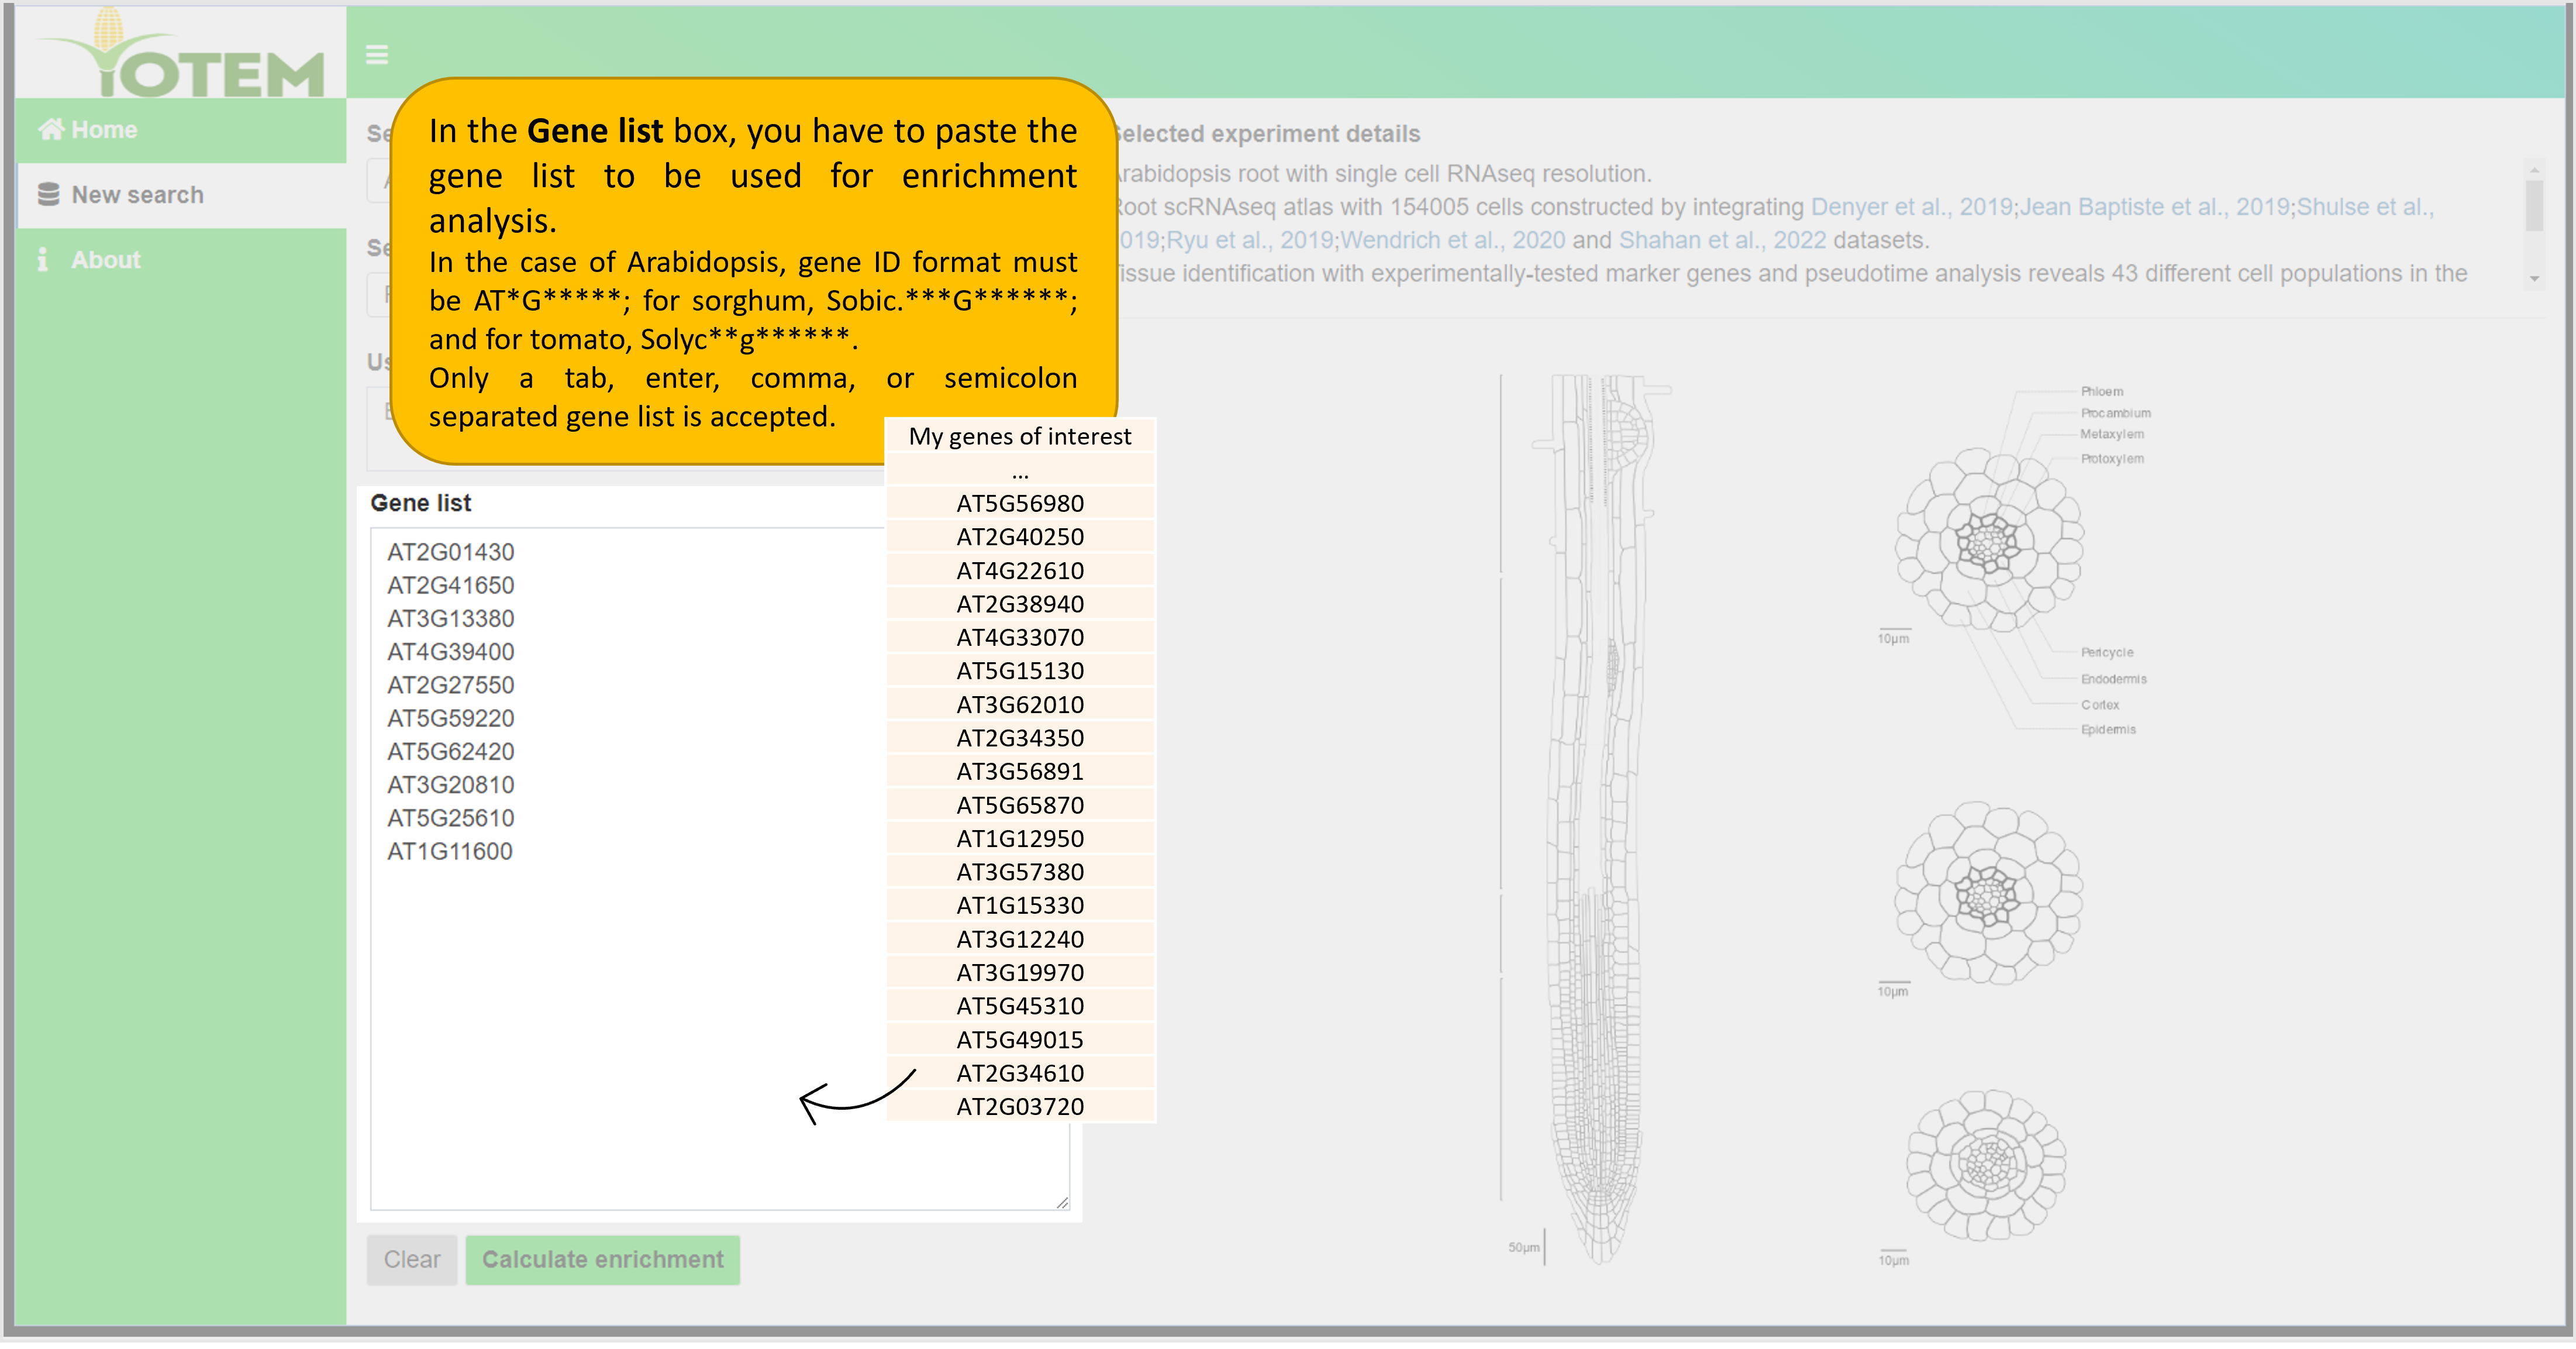 TOTEM
Home
New search
About
Se
Se
Us
In the Gene list box, you have to paste the
gene list to be used for enrichment
analysis.
In the case of Arabidopsis, gene ID format must
be AT*G*****; for sorghum, Sobic.***G******;
and for tomato, Solyc**g******.
Only a tab, enter, comma, or semicolon
separated gene list is accepted.
Selected experiment details
Arabidopsis root with single cell RNAseq resolution.
Root scRNAseq atlas with 154005 cells constructed by integrating Denyer et al., 2019;Jean Baptiste et al., 2019;Shulse et al.,
2019;Ryu et al., 2019;Wendrich et al., 2020 and Shahan et al., 2022 datasets.
Tissue identification with experimentally-tested marker genes and pseudotime analysis reveals 43 different cell populations in the
Gene list
AT2G01430
AT2G41650
AT3G13380
AT4G39400
AT2G27550
AT5G59220
AT5G62420
AT3G20810
AT5G25610
AT1G11600
My genes of interest
...
AT5G56980
AT2G40250
AT4G22610
AT2G38940
AT4G33070
AT5G15130
AT3G62010
AT2G34350
AT3G56891
AT5G65870
AT1G12950
AT3G57380
AT1G15330
AT3G12240
AT3G19970
AT5G45310
AT5G49015
AT2G34610
AT2G03720
Clear
Calculate enrichment
50µm
Phloem
Procambium
Metaxylem
Protoxylem
10µm
Pericycle
Endodermis
Cortex
Epidermis
10µm
10µm